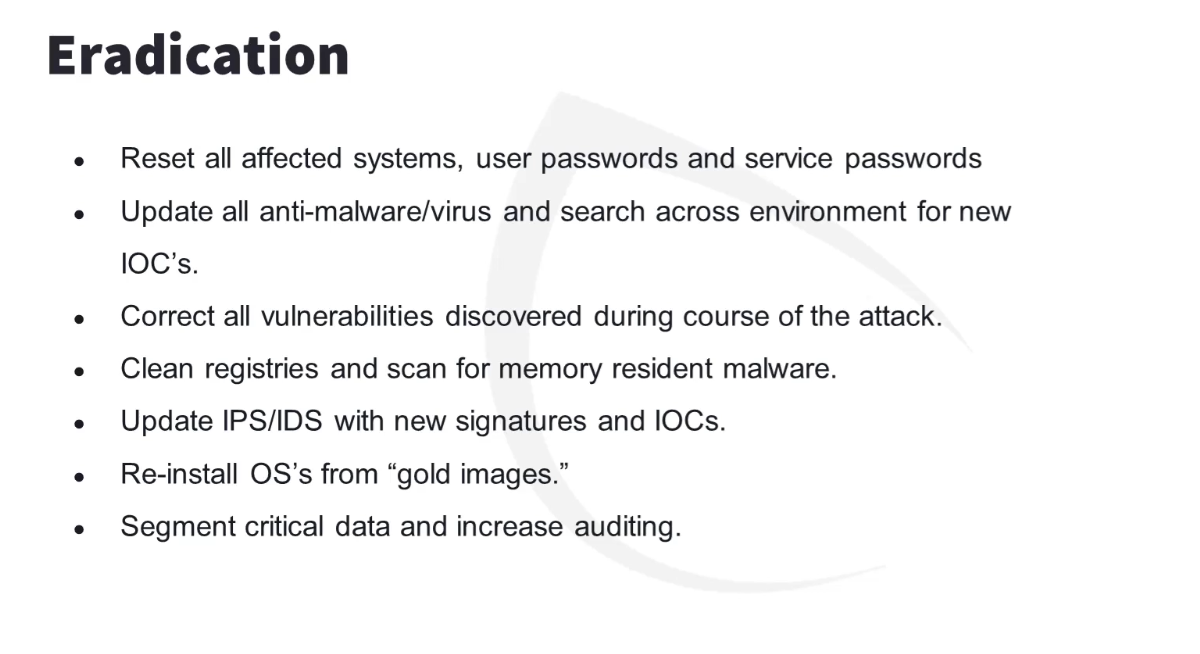 Eradication
• Reset all affected systems, user passwords and service passwords
• Update all anti-malware/virus and search across environment for new
IOC’s.
• Correct all vulnerabilities discovered during course of the attack.
• Clean registries and scan for memory resident malware.
• Update IPS/IDS with new signatures and IOCs.
• Re-install OS’s from “gold images.”
• Segment critical data and increase auditing.